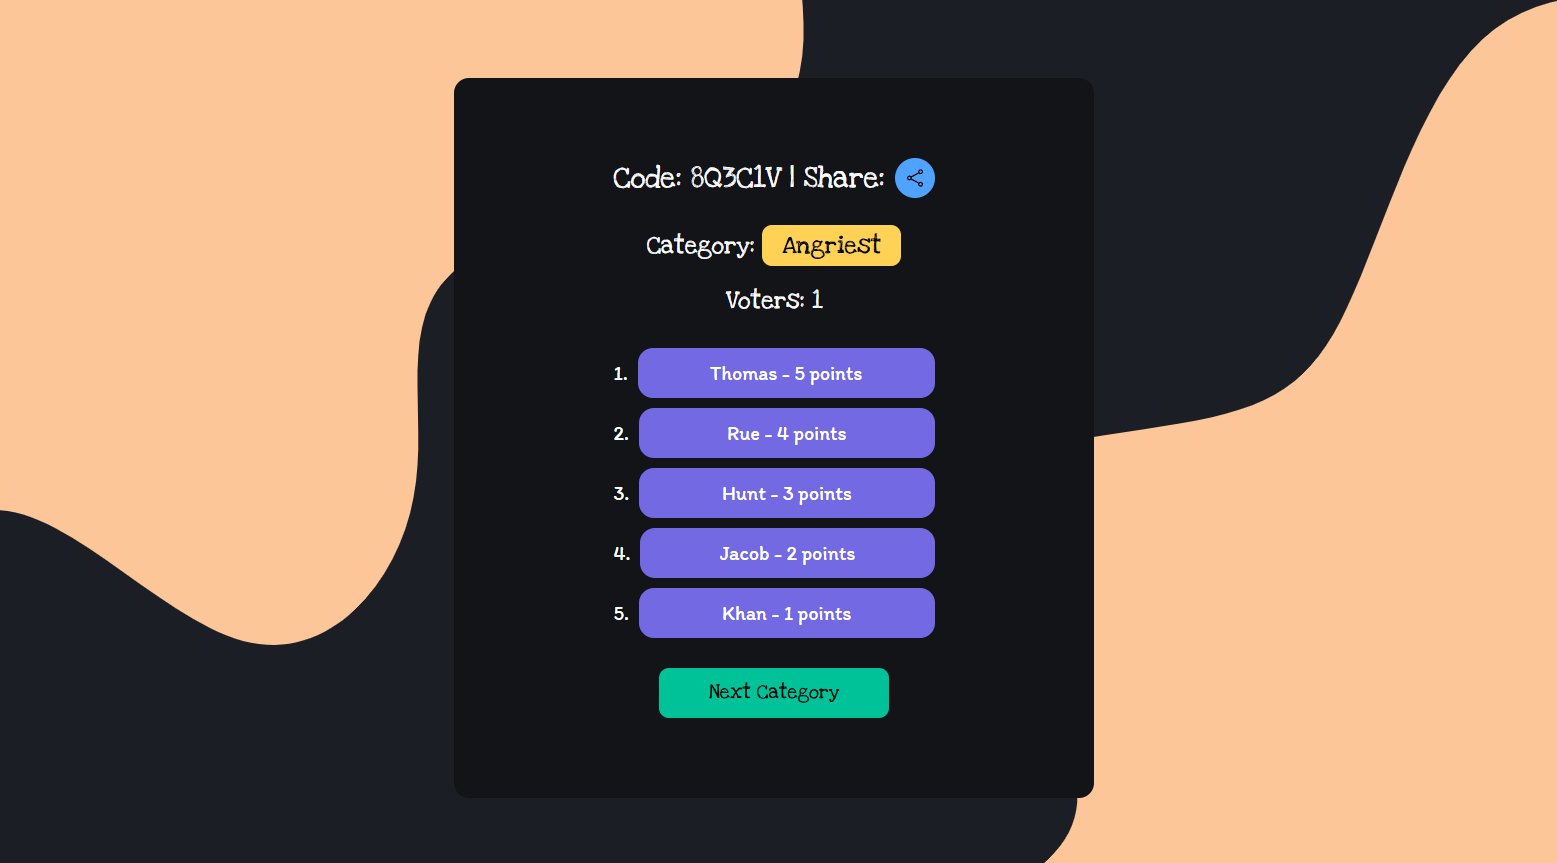 Code: 8Q3C1V | Share:
Category: Angriest
Voters: 1
1. Thomas - 5 points
2. Rue - 4 points
3. Hunt - 3 points
4. Jacob - 2 points
5. Khan - 1 points
Next Category